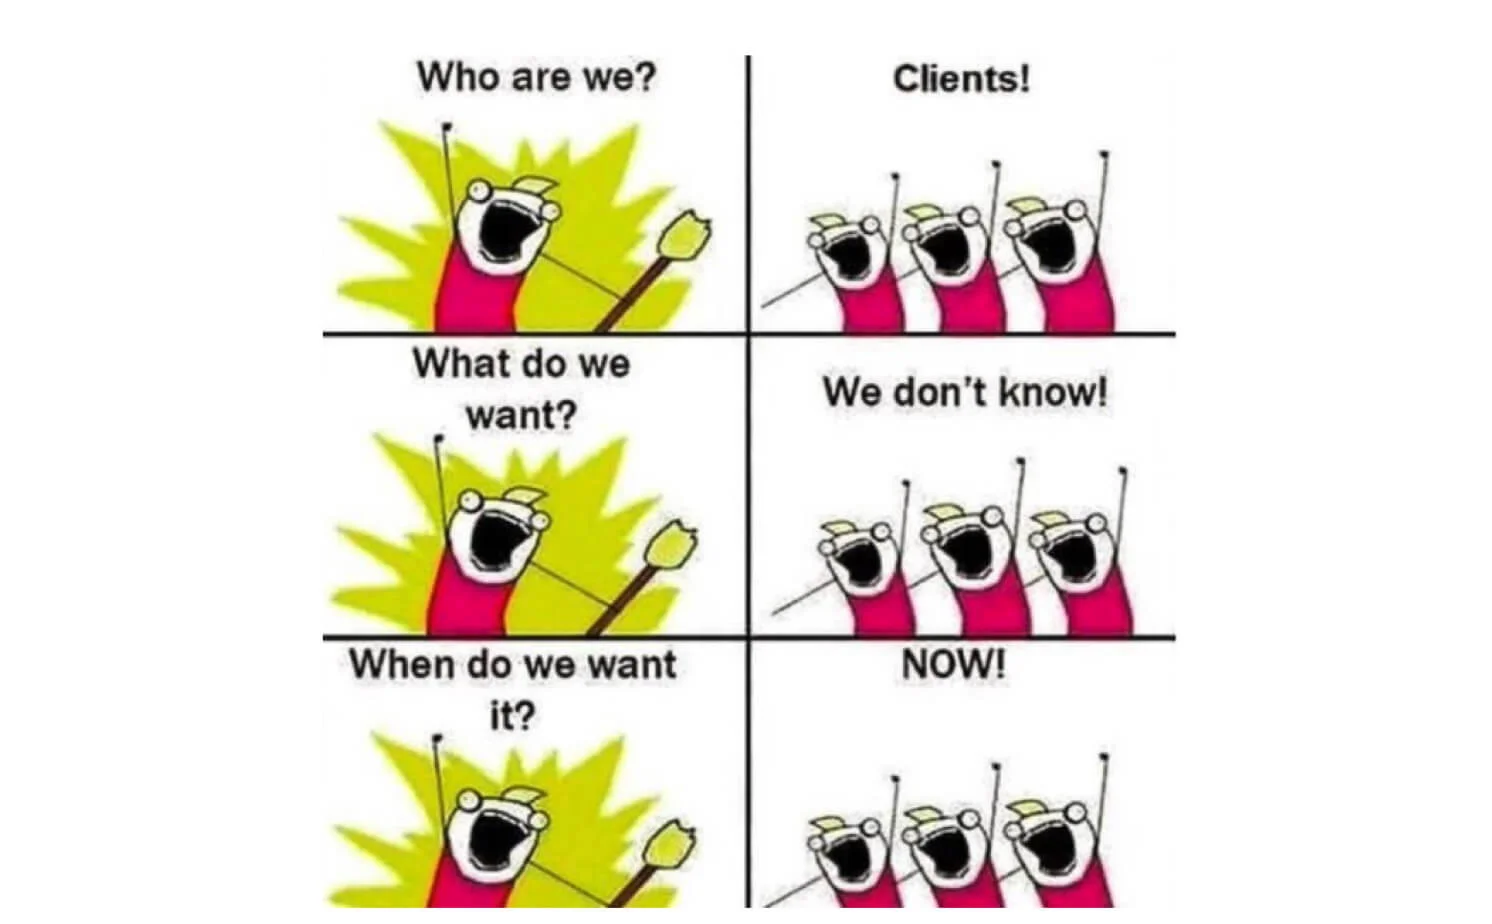 Who are we?
Clients!
What do we
want?
We don't know!
When do we want
it?
NOW!